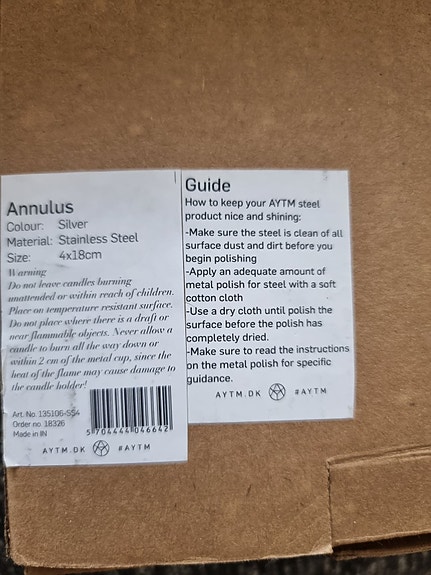 Annulus
Colour: Silver
Material: Stainless Steel
Size: 4x18cm
Warning
Do not leave candles burning
unattended or within reach of children.
Place on temperature resistant surface.
Do not place where there is a draft or
near flammable objects. Never allow a
candle to burn all the way down or
within 2 cm of the metal cup, since the
heat of the flame may cause damage to
the candle holder!
Art. No. 135106-SS4
Order no 18326
Made in IN
5 704444 046642
AYTM.DK #AYTM
Guide
How to keep your AYTM steel
product nice and shining:
-Make sure the steel is clean of all
surface dust and dirt before you
begin polishing
-Apply an adequate amount of
metal polish for steel with a soft
cotton cloth
-Use a dry cloth until polish the
surface before the polish has
completely dried.
-Make sure to read the instructions
on the metal polish for specific
guidance.
AYTM.DK #AYTM